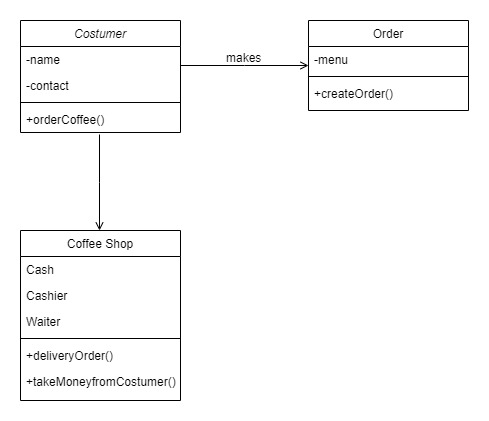 Costumer
-name
-contact
+orderCoffee()
makes
Order
-menu
+createOrder()
Coffee Shop
Cash
Cashier
Waiter
+deliveryOrder()
+takeMoneyfromCostumer()